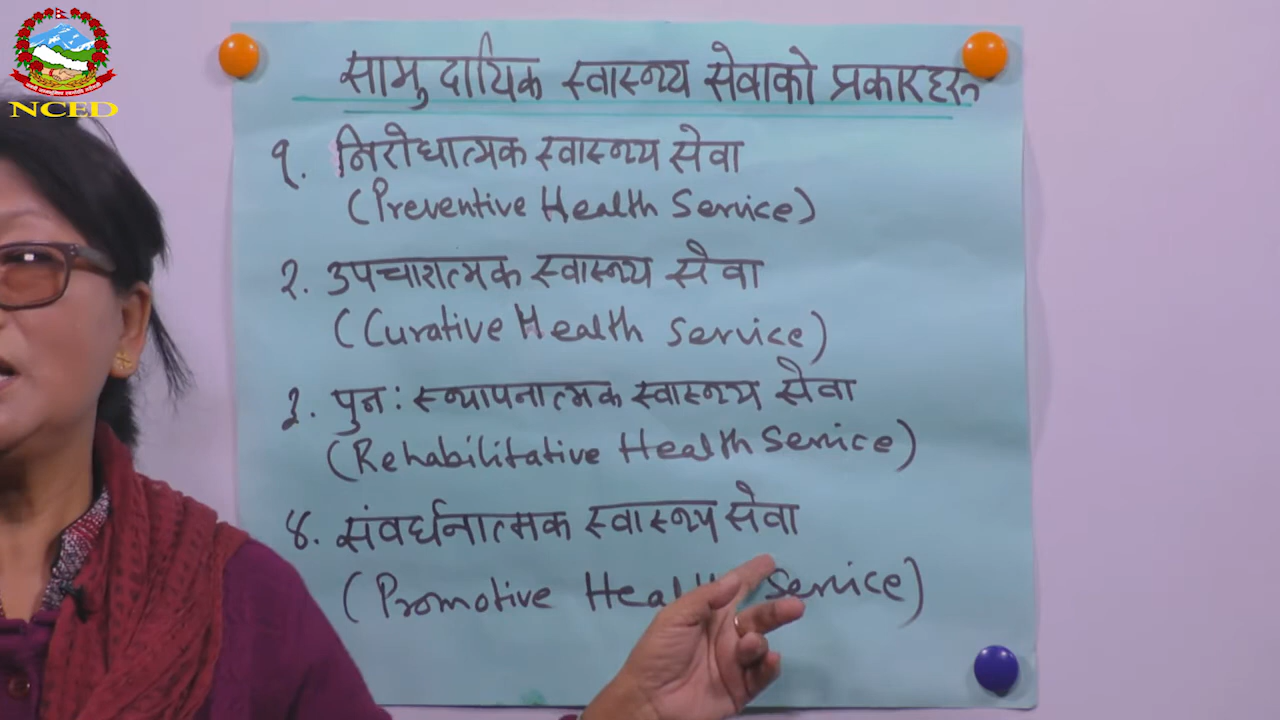 NCED
सामुदायिक स्वास्थ्य सेवाको प्रकारहरू
१. निरोधात्मक स्वास्थ्य सेवा
(Preventive Health Service)
२. उपचारात्मक स्वास्थ्य सेवा
(Curative Health Service)
३. पुन: स्थापनात्मक स्वास्थ्य सेवा
(Rehabilitative Health Service)
४. संवर्धनात्मक स्वास्थ्य सेवा
(Promotive Health Service)